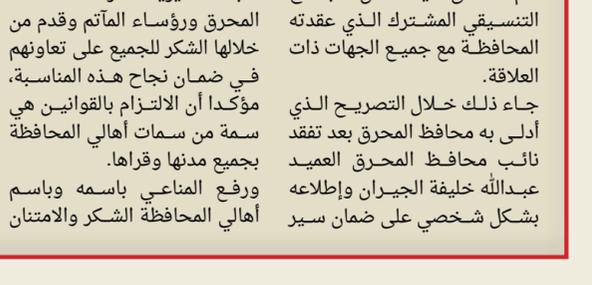 التنسيقي المشترك الذي عقدته
المحافظة مع جميع الجهات ذات
العلاقة.
جاء ذلك خلال التصريح الذي
أدلى به محافظ المحرق بعد تفقد
نائب محافظ المحرق العميد
عبدالله خليفة الجيران وإطلاعه
بشكل شخصي على ضمان سير
المحرق ورؤساء المآتم وقدم من
خلالها الشكر للجميع على تعاونهم
في ضمان نجاح هذه المناسبة،
مؤكدا أن الالتزام بالقوانين هي
سمة من سمات أهالي المحافظة
بجميع مدنها وقراها.
ورفع المناعي باسمه وباسم
أهالي المحافظة الشكر والامتنان